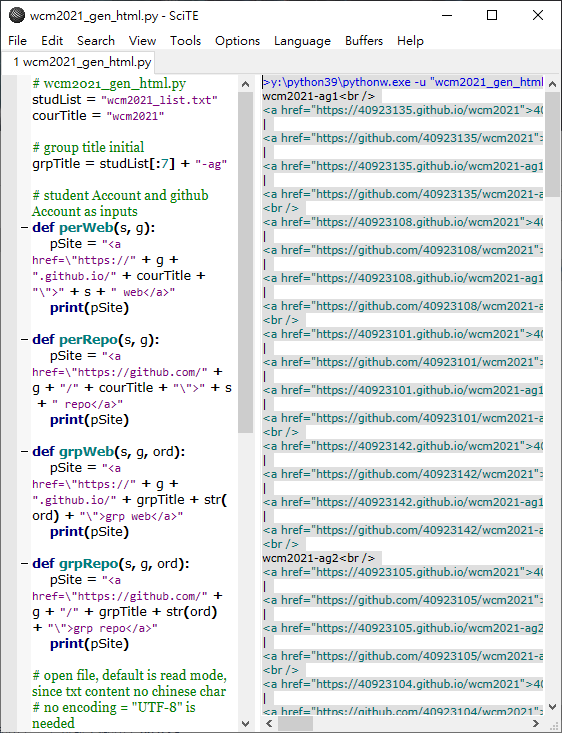 wcm2021_gen_html.py - SciTE
File Edit Search View Tools Options Language Buffers Help
1 wcm2021_gen_html.py
# wcm2021_gen_html.py
studList = "wcm2021_list.txt"
courTitle = "wcm2021"
# group title initial
grpTitle = studList[:7] + "-ag"
# student Account and github
Account as inputs
def perWeb(s, g):
pSite = "<a
href=\"https://" + g +
".github.io/" + courTitle +
"\">" + s + " web</a>"
print(pSite)
def perRepo(s, g):
pSite = "<a
href=\"https://github.com/" +
g + "/" + courTitle + "\">" + s
+ " repo</a>"
print(pSite)
def grpWeb(s, g, ord):
pSite = "<a
href=\"https://" + g +
".github.io/" + grpTitle + str(
ord) + "\">grp web</a>"
print(pSite)
def grpRepo(s, g, ord):
pSite = "<a
href=\"https://github.com/" +
g + "/" + grpTitle + str(ord)
+ "\">grp repo</a>"
print(pSite)
# open file, default is read mode,
since txt content no chinese char
# no encoding = "UTF-8" is
needed
>y:\python39\pythonw.exe -u "wcm2021_gen_html
wcm2021-ag1<br />
<a href="https://40923135.github.io/wcm2021">40
|
<a href="https://github.com/40923135/wcm2021">
|
<a href="https://40923135.github.io/wcm2021-ag1
|
<a href="https://github.com/40923135/wcm2021-a
<br />
<a href="https://40923108.github.io/wcm2021">40
|
<a href="https://github.com/40923108/wcm2021">
|
<a href="https://40923108.github.io/wcm2021-ag1
|
<a href="https://github.com/40923108/wcm2021-a
<br />
<a href="https://40923101.github.io/wcm2021">40
|
<a href="https://github.com/40923101/wcm2021">
|
<a href="https://40923101.github.io/wcm2021-ag1
|
<a href="https://github.com/40923101/wcm2021-a
<br />
<a href="https://40923142.github.io/wcm2021">40
|
<a href="https://github.com/40923142/wcm2021">
|
<a href="https://40923142.github.io/wcm2021-ag1
|
<a href="https://github.com/40923142/wcm2021-a
<br />
wcm2021-ag2<br />
<a href="https://40923105.github.io/wcm2021">40
|
<a href="https://github.com/40923105/wcm2021">
|
<a href="https://40923105.github.io/wcm2021-ag2
|
<a href="https://github.com/40923105/wcm2021-a
<br />
<a href="https://40923104.github.io/wcm2021">40
|
<a href="https://github.com/40923104/wcm2021">